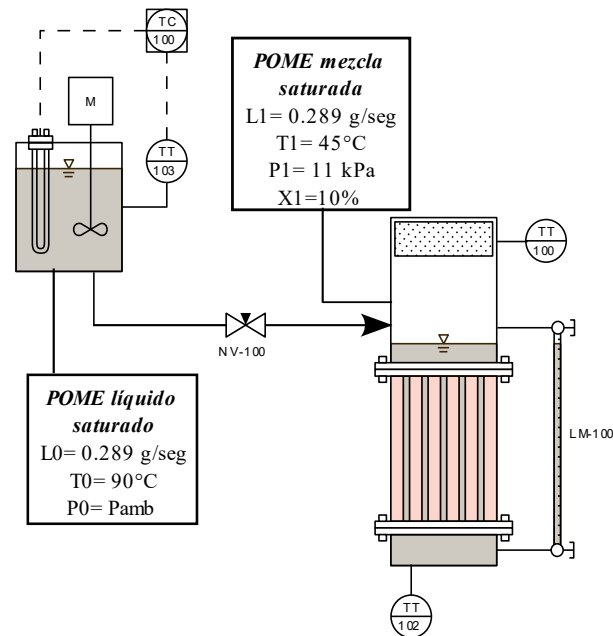 TC
100
M
TT
103
POME mezcla
saturada
L1= 0.289 g/seg
T1= 45°C
P1= 11 kPa
X1=10%
TT
100
NV-100
POME líquido
saturado
L0= 0.289 g/seg
T0= 90°C
P0= Pamb
LM-100
TT
102